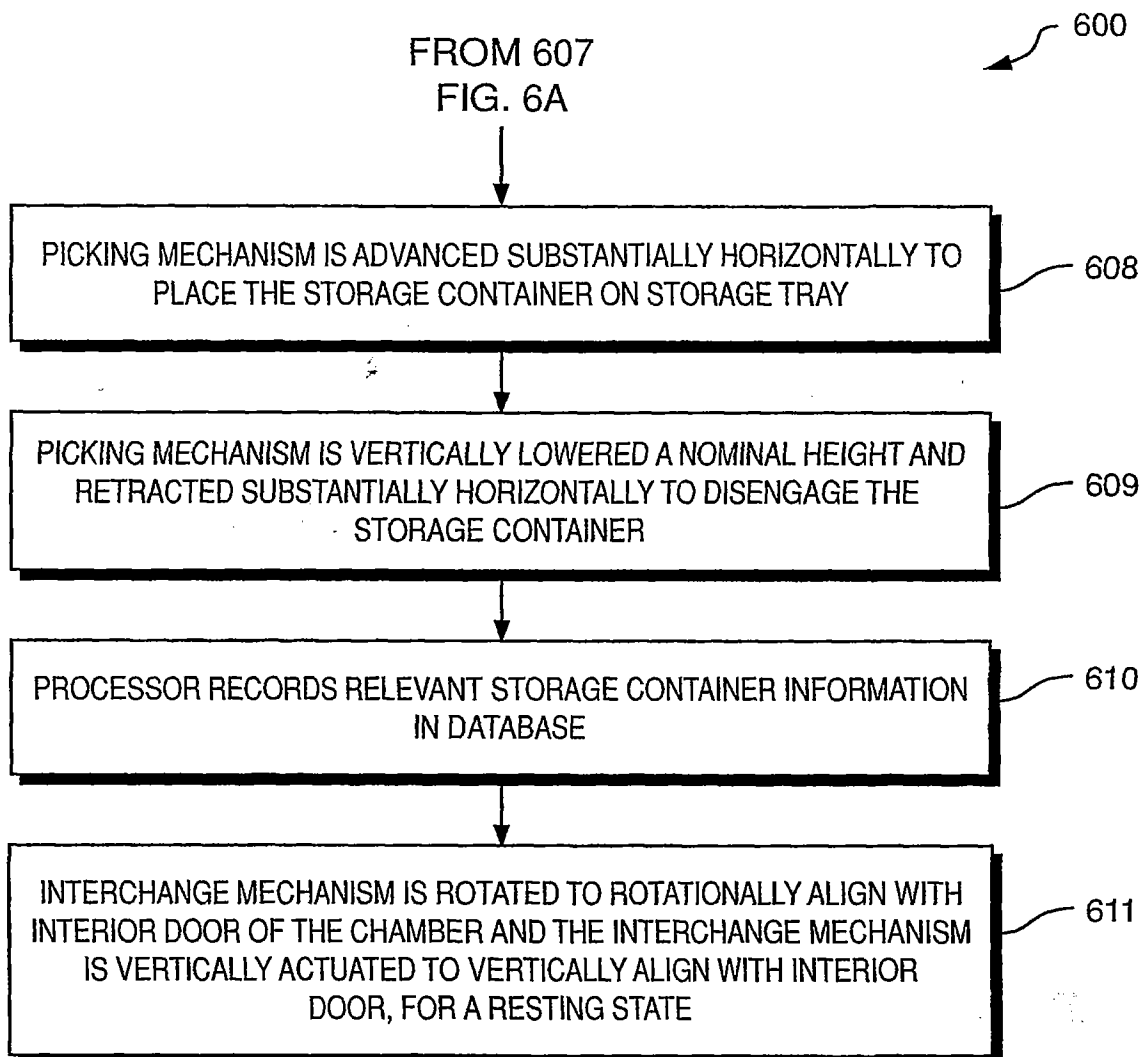 600
FROM 607
FIG. 6A
PICKING MECHANISM IS ADVANCED SUBSTANTIALLY HORIZONTALLY TO
PLACE THE STORAGE CONTAINER ON STORAGE TRAY
608
PICKING MECHANISM IS VERTICALLY LOWERED A NOMINAL HEIGHT AND
RETRACTED SUBSTANTIALLY HORIZONTALLY TO DISENGAGE THE
STORAGE CONTAINER
609
PROCESSOR RECORDS RELEVANT STORAGE CONTAINER INFORMATION
IN DATABASE
610
INTERCHANGE MECHANISM IS ROTATED TO ROTATIONALLY ALIGN WITH
INTERIOR DOOR OF THE CHAMBER AND THE INTERCHANGE MECHANISM
IS VERTICALLY ACTUATED TO VERTICALLY ALIGN WITH INTERIOR
DOOR, FOR A RESTING STATE
611